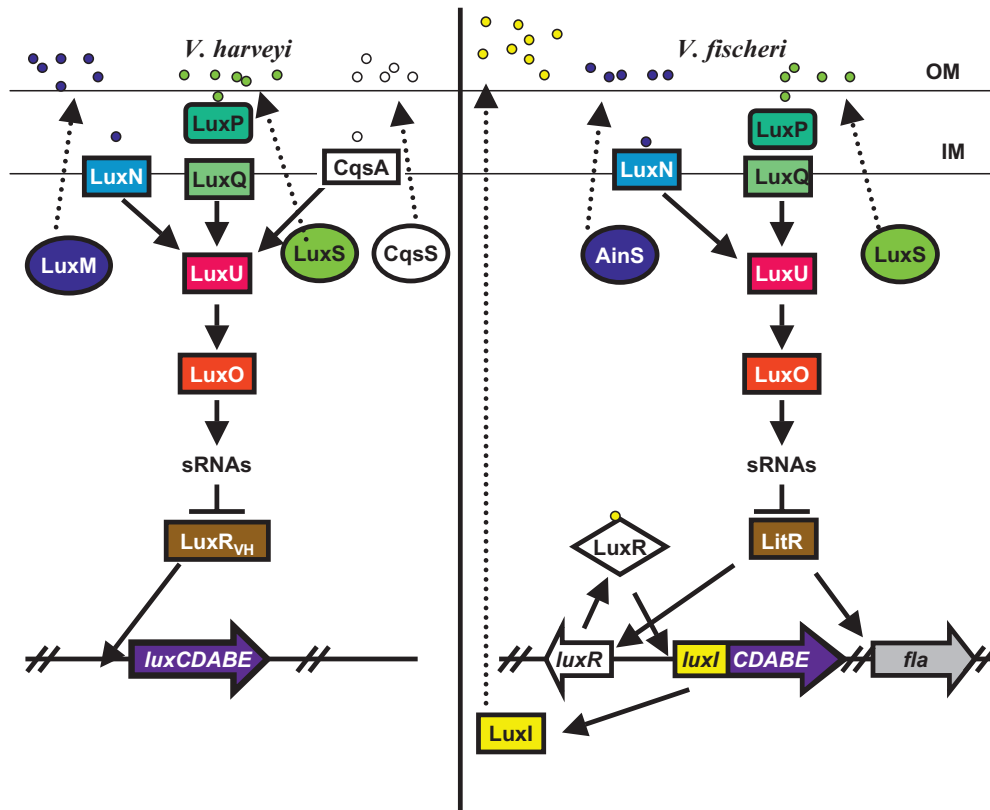 V. harveyi
V. fischeri
OM
LuxP
LuxP
IM
LuxN
LuxQ
CqsA
LuxN
LuxQ
LuxM
LuxU
LuxS
CqsS
AinS
LuxU
LuxS
LuxO
LuxO
sRNAs
sRNAs
LuxRVH
LuxR
LitR
luxCDABE
luxR
luxI
CDABE
fla
LuxI